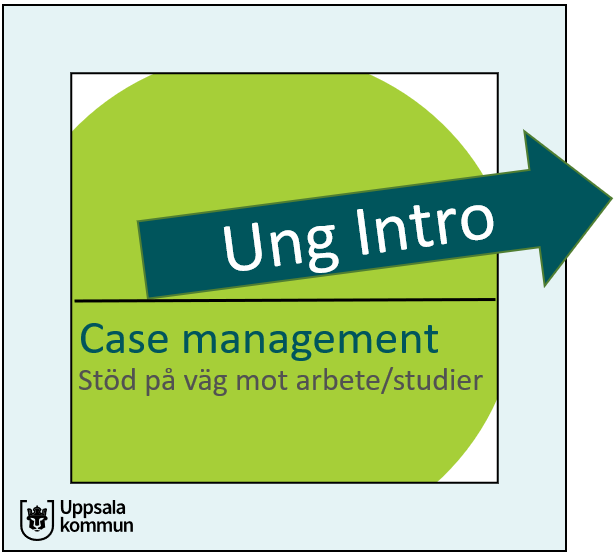 Ung Intro
Case management
Stöd på väg mot arbete/studier
Uppsala
kommun